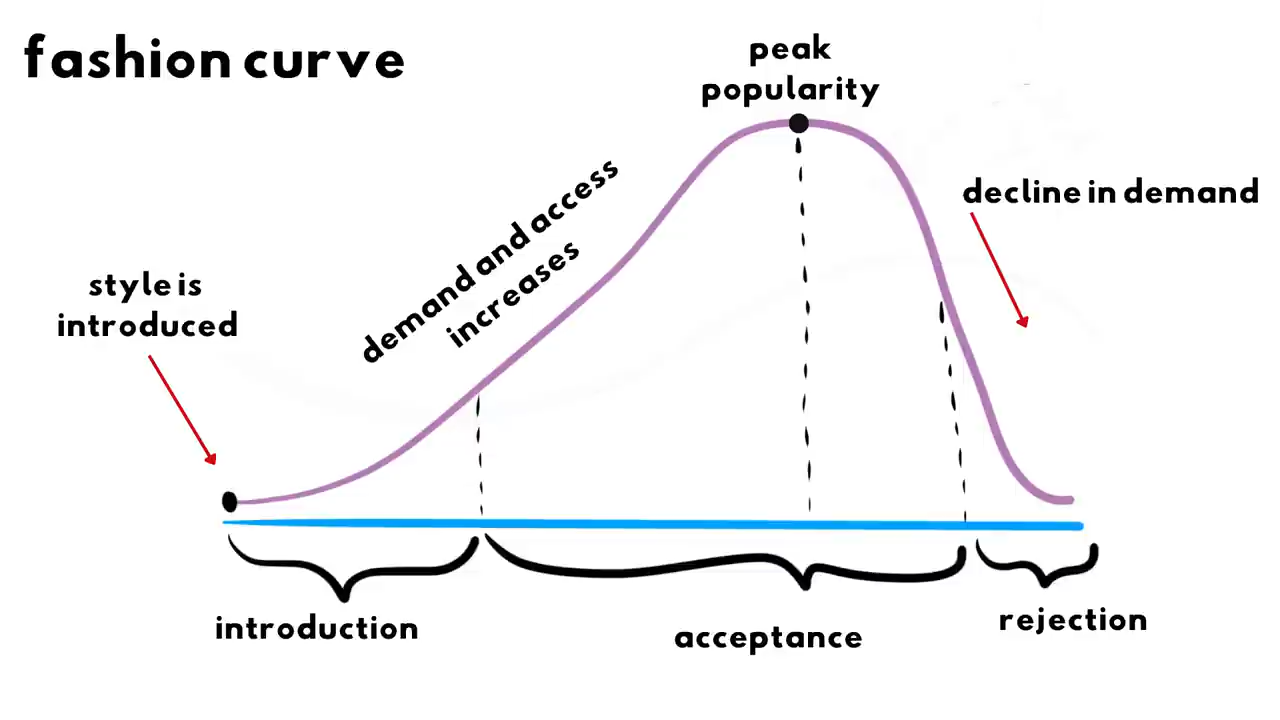 fashion curve
peak
popularity
demand and access
increases
decline in demand
style is
introduced
introduction
acceptance
rejection